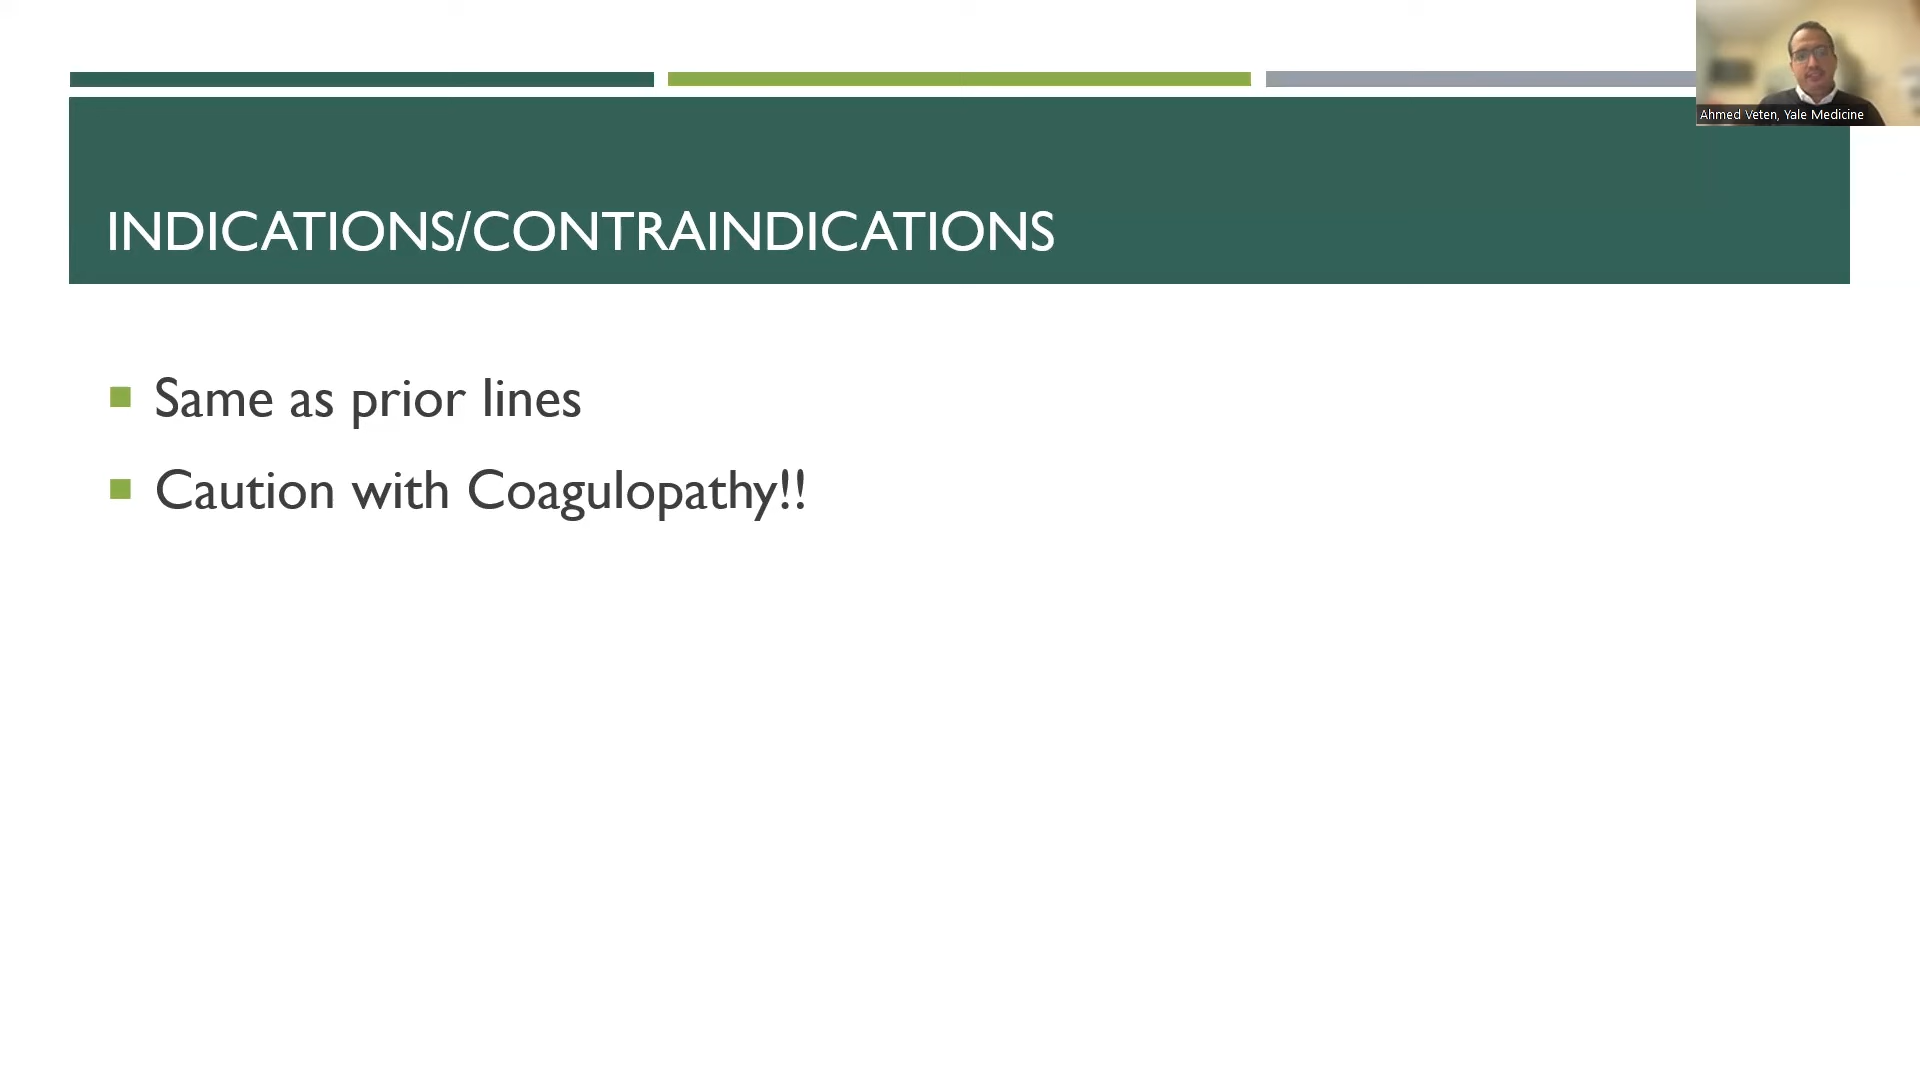 Ahmed Veten, Yale Medicine
INDICATIONS/CONTRAINDICATIONS
Same as prior lines
Caution with Coagulopathy!!